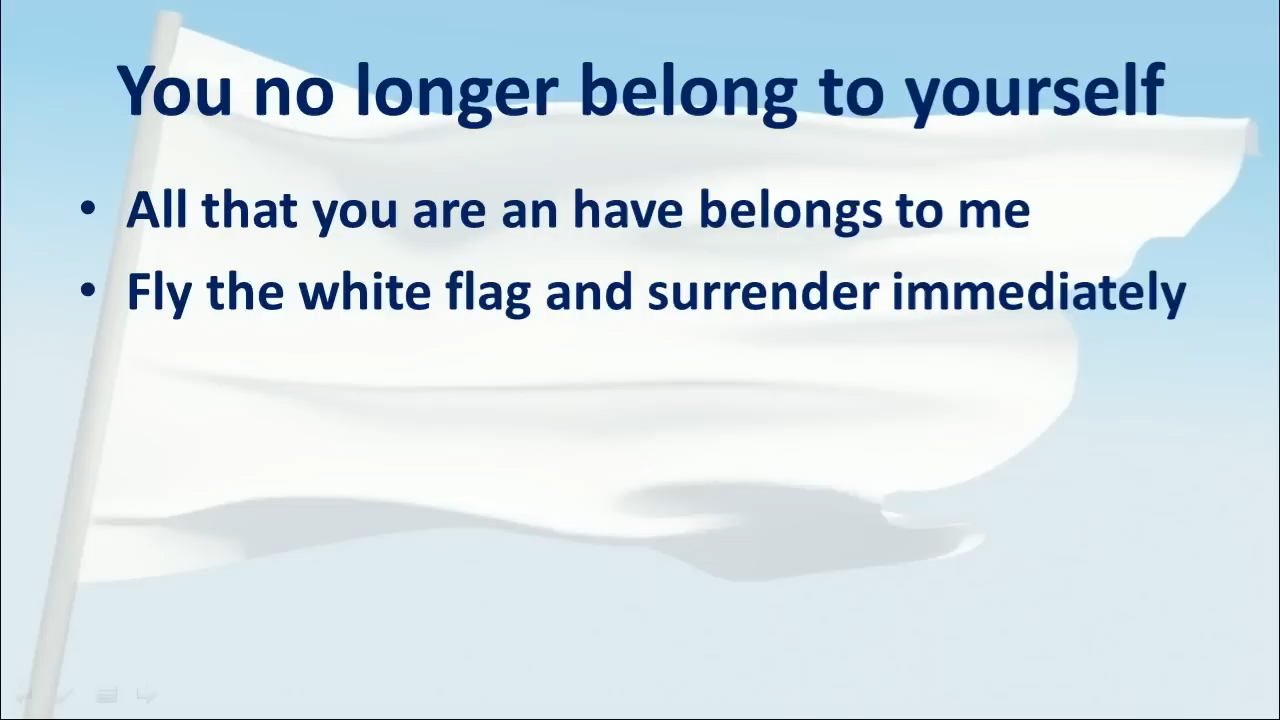 You no longer belong to yourself
• All that you are an have belongs to me
• Fly the white flag and surrender immediately